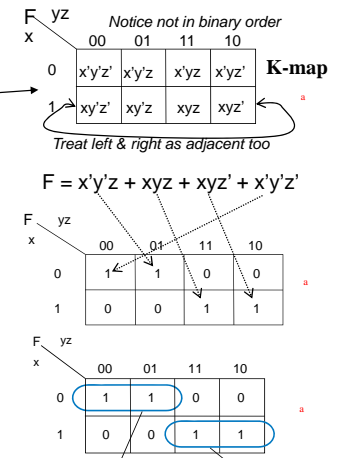 F yz Notice not in binary order
x 00 01 11 10
0 x'y'z' x'y'z x'yz x'yz' K-map
1 xy'z' xy'z xyz xyz' a
Treat left & right as adjacent too
F = x'y'z + xyz + xyz' + x'y'z'
F yz
x 00 01 11 10
0 1 1 0 0 a
1 0 0 1 1
F yz
x 00 01 11 10
0 1 1 0 0 a
1 0 0 1 1